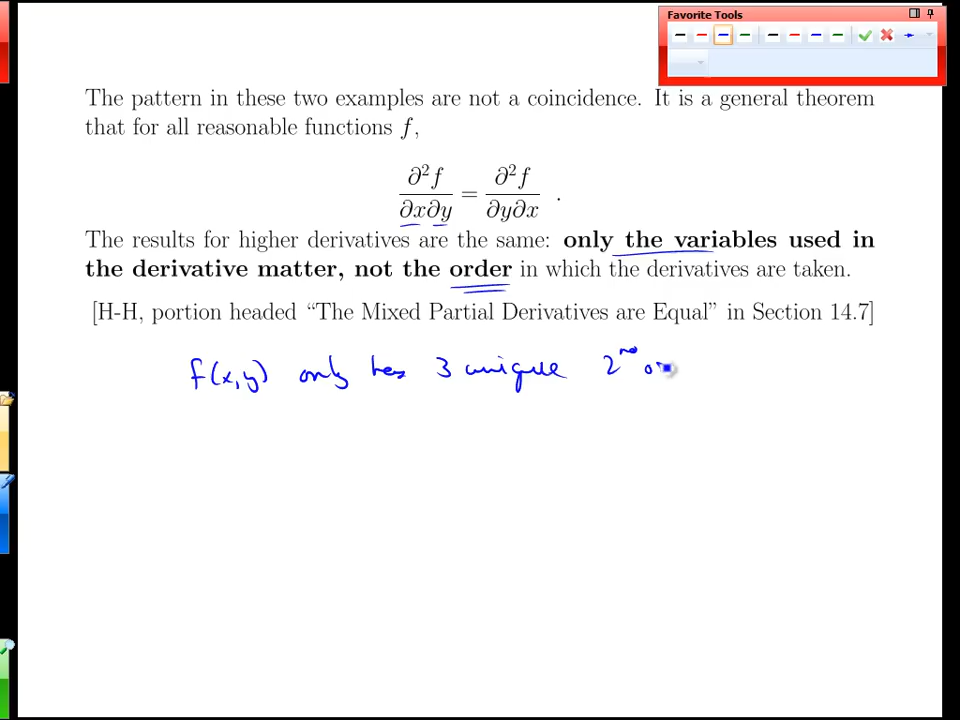 Favorite Tools
The pattern in these two examples are not a coincidence. It is a general theorem
that for all reasonable functions f,
∂²f/∂x∂y = ∂²f/∂y∂x .
The results for higher derivatives are the same: only the variables used in
the derivative matter, not the order in which the derivatives are taken.
[H-H, portion headed “The Mixed Partial Derivatives are Equal” in Section 14.7]
f(x,y) only has 3 unique 2nd or